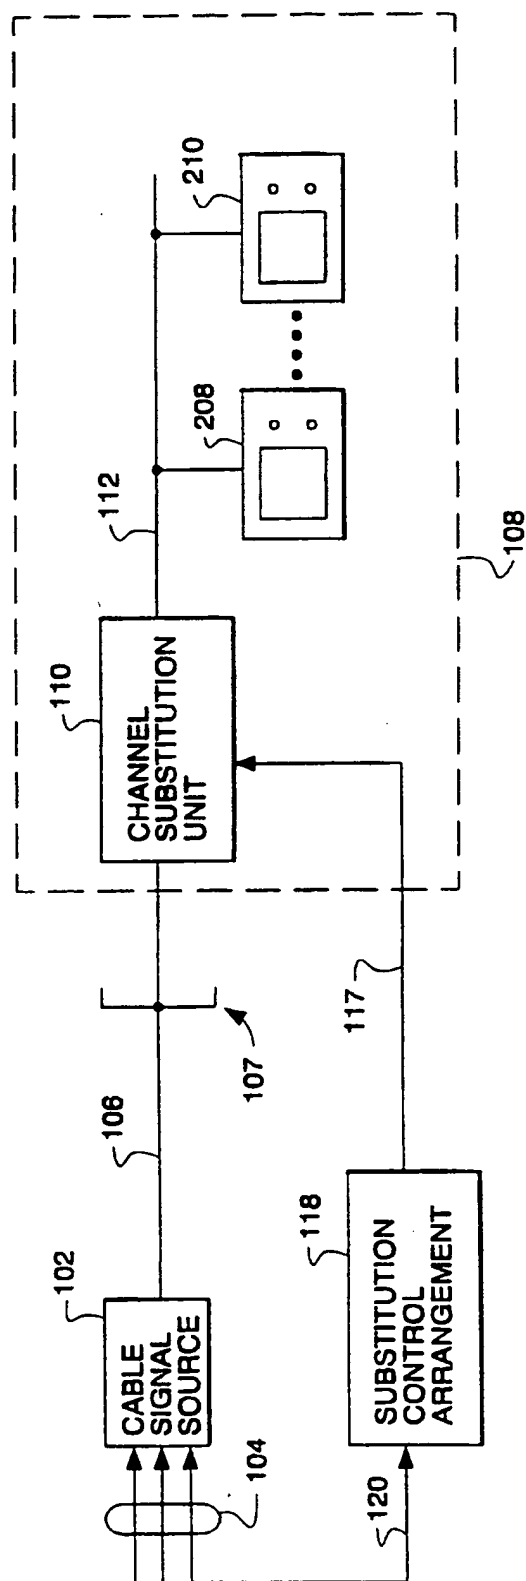 104
120
102
CABLE
SIGNAL
SOURCE
106
107
118
SUBSTITUTION
CONTROL
ARRANGEMENT
117
110
CHANNEL
SUBSTITUTION
UNIT
112
208
210
108